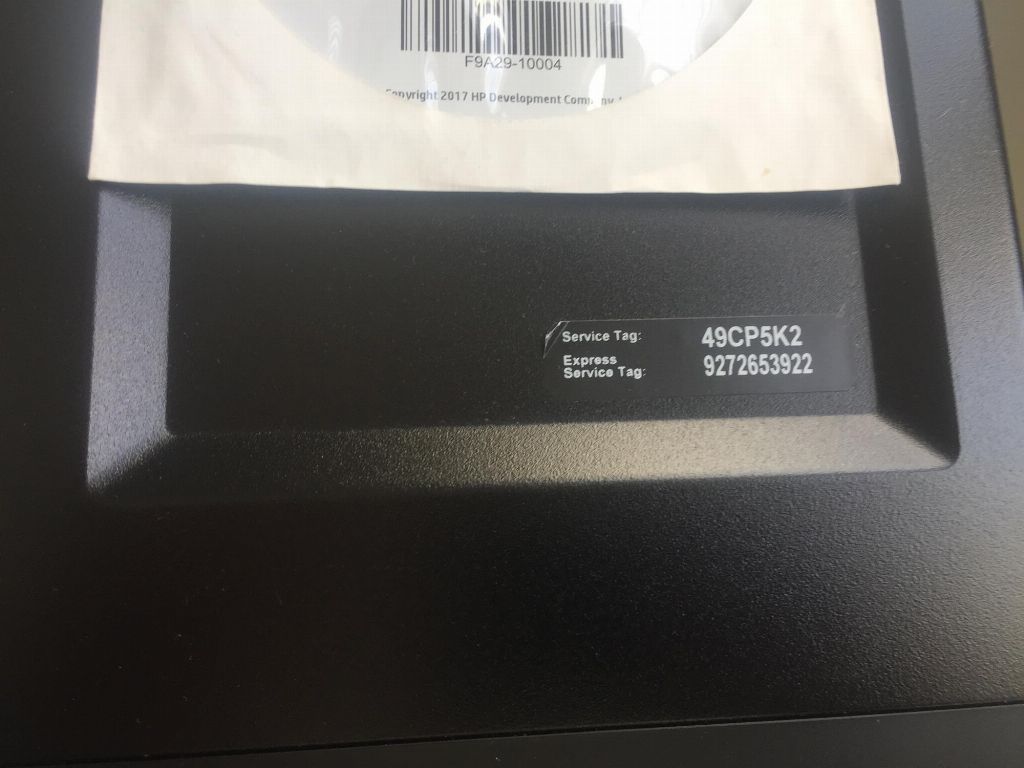 F9A29-10004
Copyright 2017 HP Development Company,
Service Tag: 49CP5K2
Express
Service Tag: 9272653922